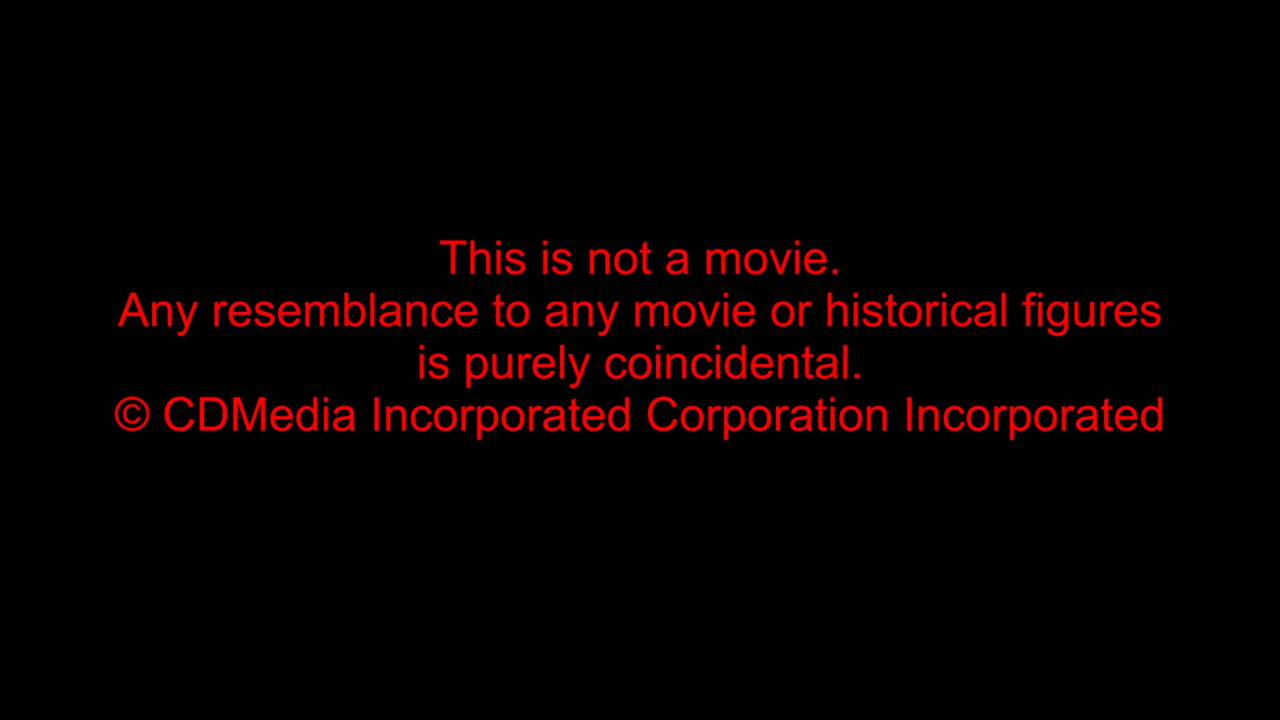 This is not a movie.
Any resemblance to any movie or historical figures
is purely coincidental.
© CDMedia Incorporated Corporation Incorporated